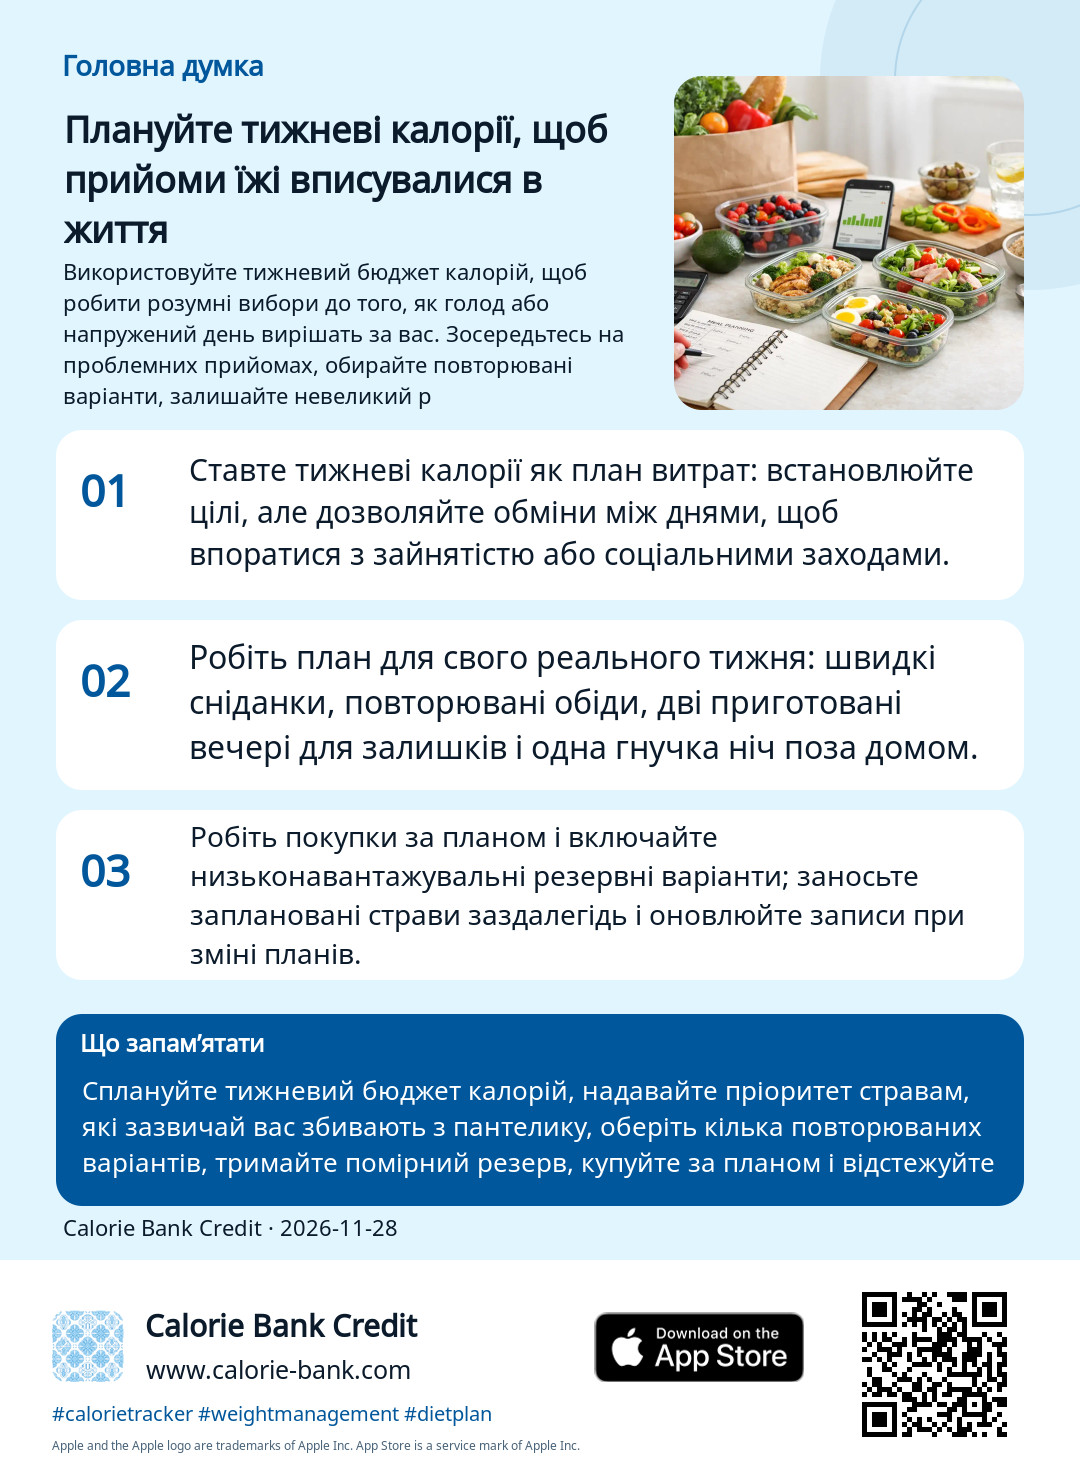 Головна думка
Плануйте тижневі калорії, щоб
прийоми їжі вписувалися в
життя
Використовуйте тижневий бюджет калорій, щоб
робити розумні вибори до того, як голод або
напружений день вирішать за вас. Зосередьтесь на
проблемних прийомах, обирайте повторювані
варіанти, залишайте невеликий р
MEAL PLANNING
01
Ставте тижневі калорії як план витрат: встановлюйте
цілі, але дозволяйте обміни між днями, щоб
впоратися з зайнятістю або соціальними заходами.
02
Робіть план для свого реального тижня: швидкі
сніданки, повторювані обіди, дві приготовані
вечері для залишків і одна гнучка ніч поза домом.
03
Робіть покупки за планом і включайте
низьконавантажувальні резервні варіанти; заносьте
заплановані страви заздалегідь і оновлюйте записи при
зміні планів.
Що запам’ятати
Сплануйте тижневий бюджет калорій, надавайте пріоритет стравам,
які зазвичай вас збивають з пантелику, оберіть кілька повторюваних
варіантів, тримайте помірний резерв, купуйте за планом і відстежуйте
Calorie Bank Credit · 2026-11-28
Calorie Bank Credit
www.calorie-bank.com
Download on the
App Store
#calorietracker #weightmanagement #dietplan
Apple and the Apple logo are trademarks of Apple Inc. App Store is a service mark of Apple Inc.